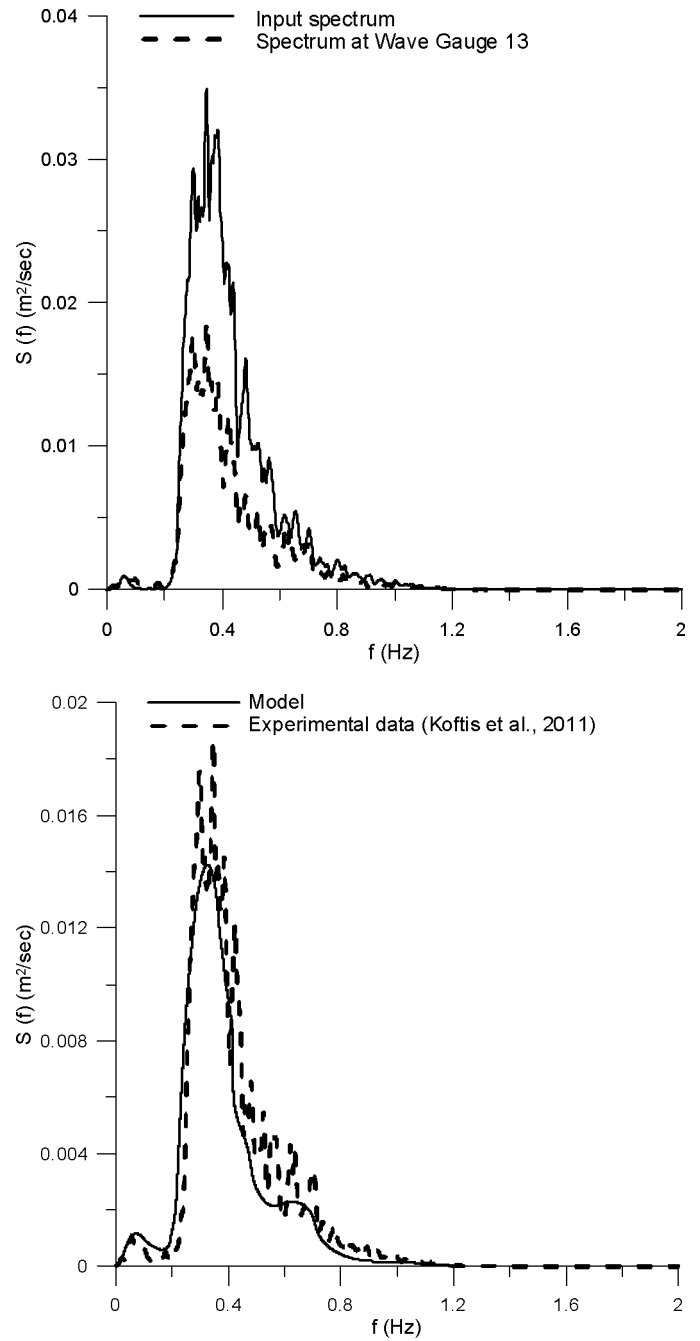 0.04
Input spectrum
Spectrum at Wave Gauge 13
0.03
0.02
0.01
0
S (f) (m²/sec)
0
0.4
0.8
1.2
1.6
2
f (Hz)
0.02
Model
Experimental data (Koftis et al., 2011)
0.016
0.012
0.008
0.004
0
S (f) (m²/sec)
0
0.4
0.8
1.2
1.6
2
f (Hz)